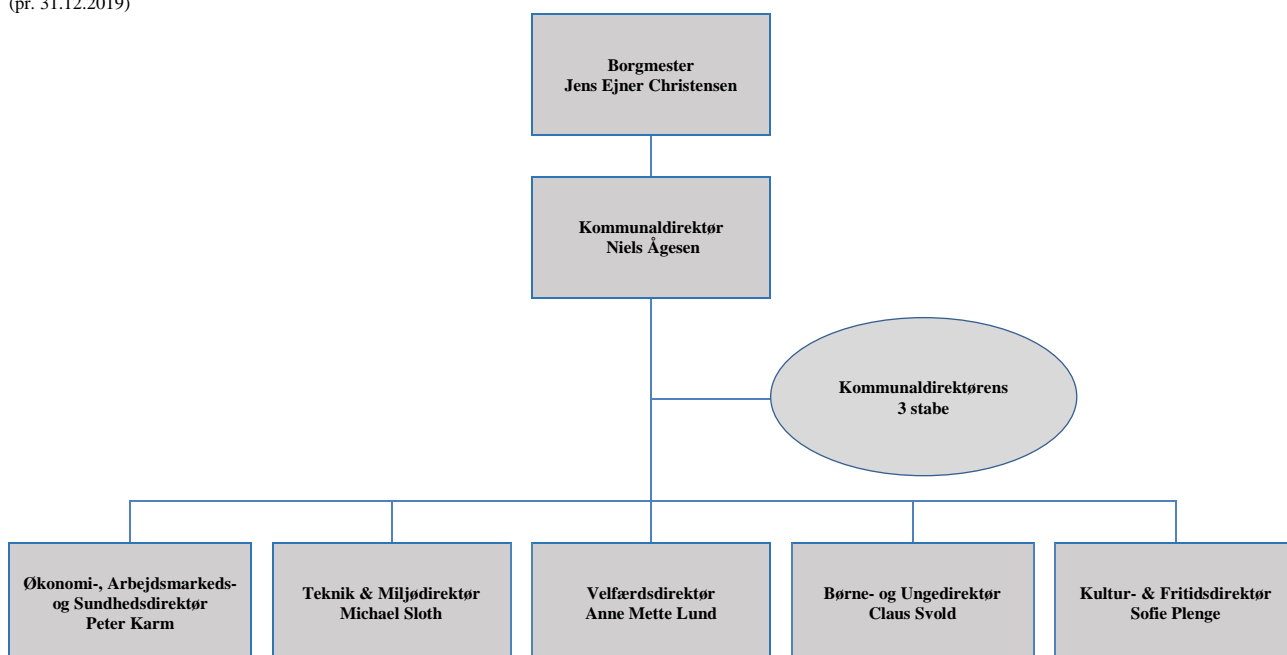 (pr. 31.12.2019)
Borgmester
Jens Ejner Christensen
Kommunaldirektør
Niels Ågesen
Kommunaldirektørens
3 stabe
Økonomi-, Arbejdsmarkeds-
og Sundhedsdirektør
Peter Karm
Teknik & Miljødirektør
Michael Sloth
Velfærdsdirektør
Anne Mette Lund
Børne- og Ungedirektør
Claus Svold
Kultur- & Fritidsdirektør
Sofie Plenge